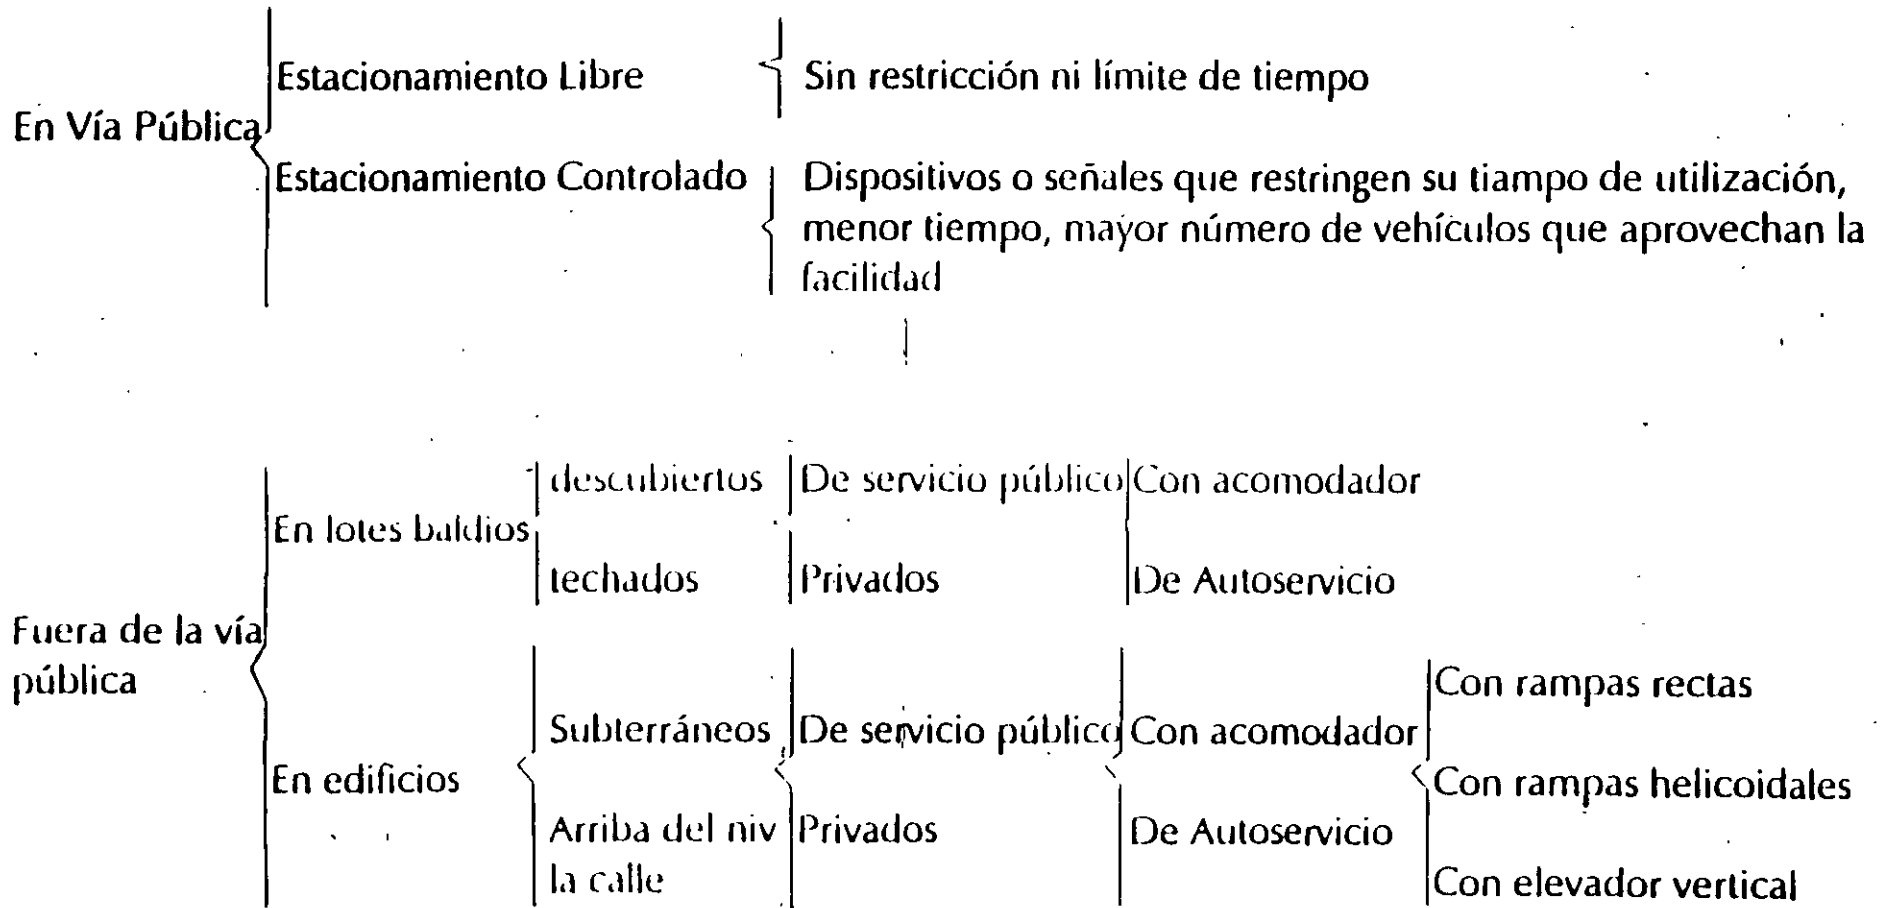 Estacionamiento Libre
Sin restricción ni límite de tiempo
En Vía Pública
Estacionamiento Controlado
Dispositivos o señales que restringen su tiampo de utilización,
menor tiempo, mayor número de vehículos que aprovechan la
facilidad
descubiertos
De servicio público
Con acomodador
En lotes baldios
techados
Privados
De Autoservicio
Fuera de la vía
pública
Con rampas rectas
Subterráneos
De servicio público
Con acomodador
En edificios
Con rampas helicoidales
Arriba del niv
la calle
Privados
De Autoservicio
Con elevador vertical